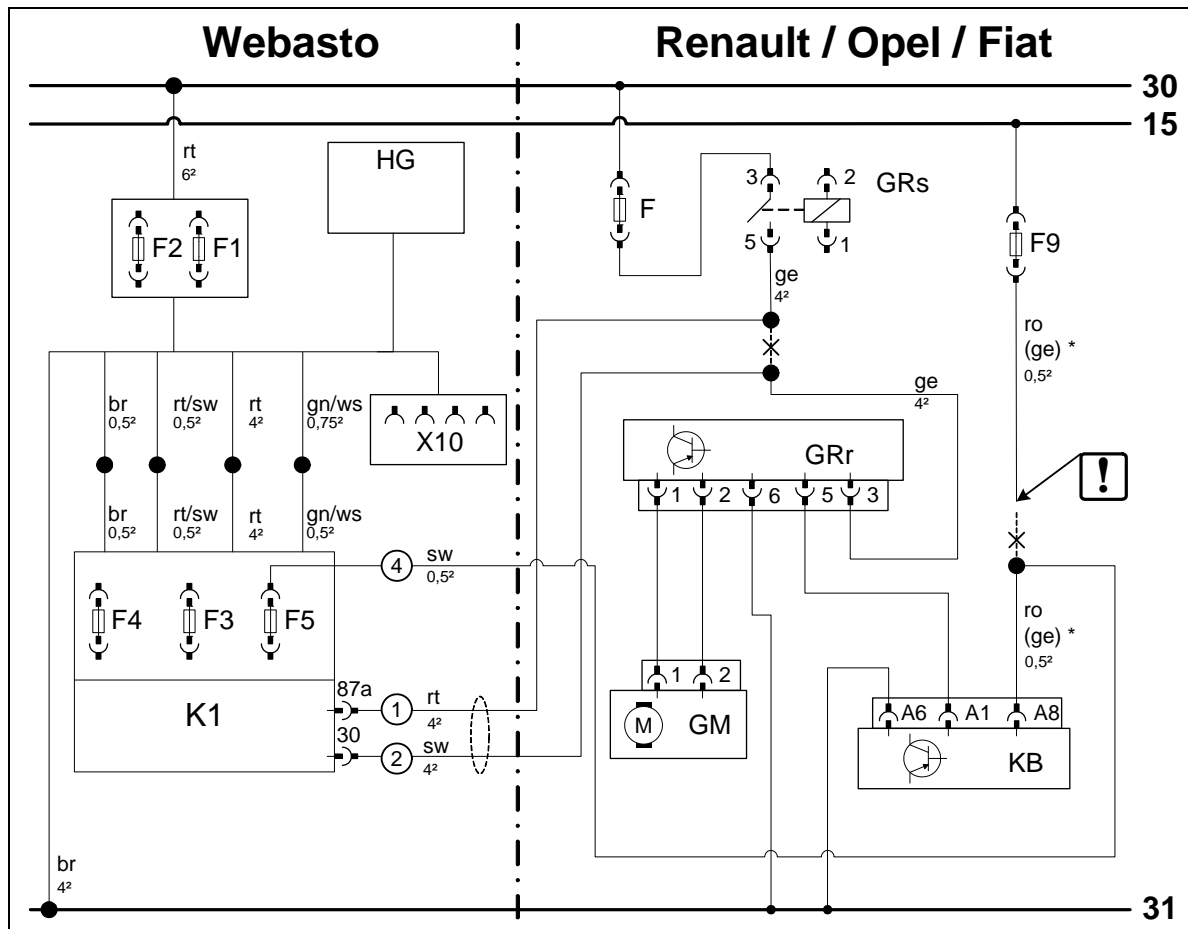 Webasto
Renault / Opel / Fiat
30
15
rt
6²
HG
F2
F1
F
3
2
GRs
5
1
F9
ge
4²
ro
(ge) *
0,5²
br
0,5²
rt/sw
0,5²
rt
4²
gn/ws
0,75²
X10
ge
4²
GRr
1
2
6
5
3
!
br
0,5²
rt/sw
0,5²
rt
4²
gn/ws
0,5²
4
sw
0,5²
F4
F3
F5
ro
(ge) *
0,5²
K1
87a
1
rt
4²
30
2
sw
4²
1
2
M
GM
A6
A1
A8
KB
br
4²
31